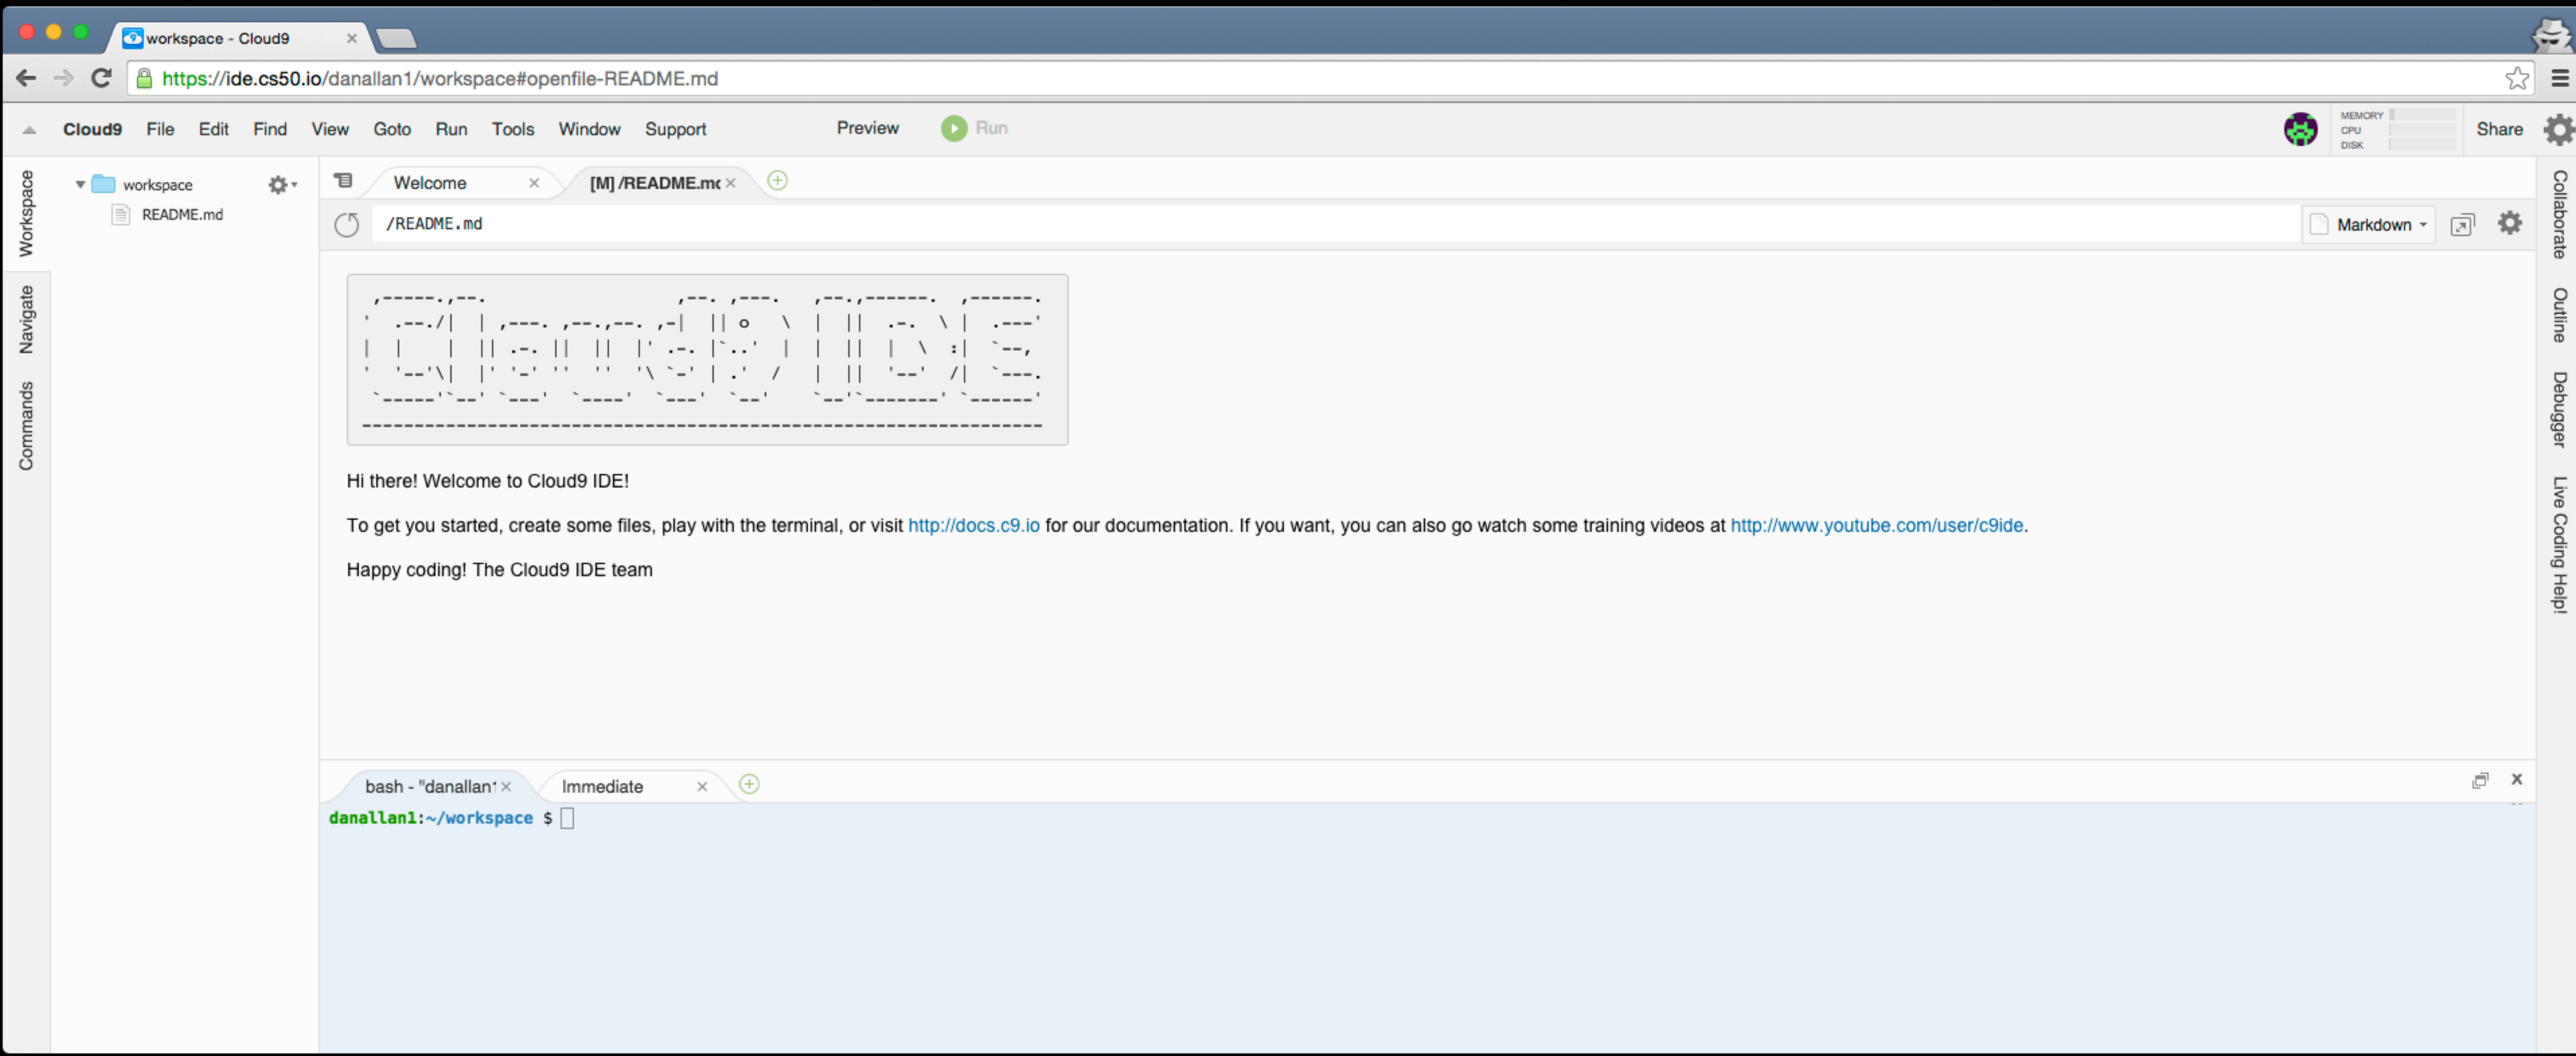 workspace - Cloud9
https://ide.cs50.io/danallan1/workspace#openfile-README.md
Cloud9 File Edit Find View Goto Run Tools Window Support Preview Run MEMORY CPU DISK Share
Workspace
Navigate
Commands
workspace
README.md
Welcome [M] /README.mc
/README.md Markdown
Cloud9 IDE
Hi there! Welcome to Cloud9 IDE!
To get you started, create some files, play with the terminal, or visit http://docs.c9.io for our documentation. If you want, you can also go watch some training videos at http://www.youtube.com/user/c9ide.
Happy coding! The Cloud9 IDE team
bash - "danallan1 Immediate
danallan1:~/workspace $
Collaborate
Outline
Debugger
Live Coding Help!